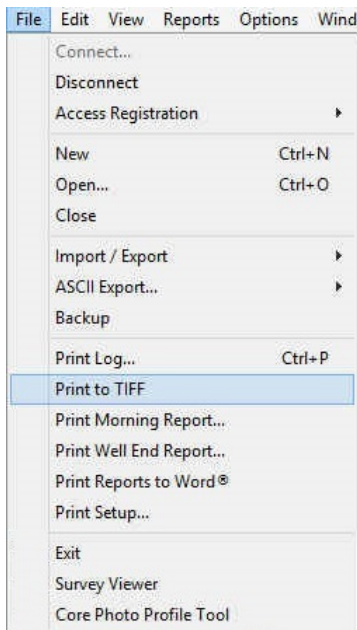 File Edit View Reports Options Wind
Connect...
Disconnect
Access Registration
New Ctrl+N
Open... Ctrl+O
Close
Import / Export
ASCII Export...
Backup
Print Log... Ctrl+P
Print to TIFF
Print Morning Report...
Print Well End Report...
Print Reports to Word®
Print Setup...
Exit
Survey Viewer
Core Photo Profile Tool